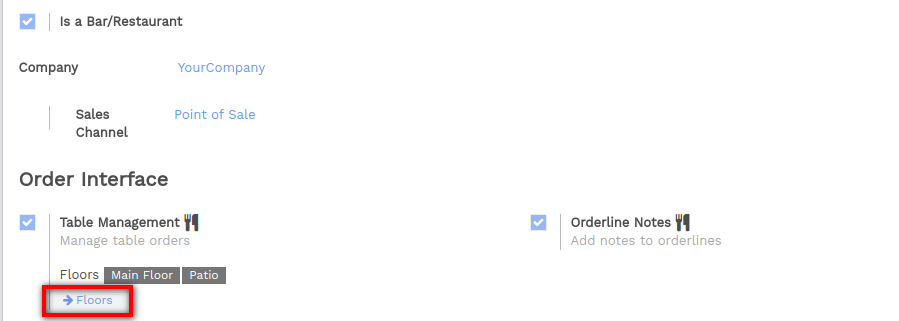 Is a Bar/Restaurant
Company YourCompany
Sales Channel Point of Sale
Order Interface
Table Management
Manage table orders
Floors Main Floor Patio
Floors
Orderline Notes
Add notes to orderlines